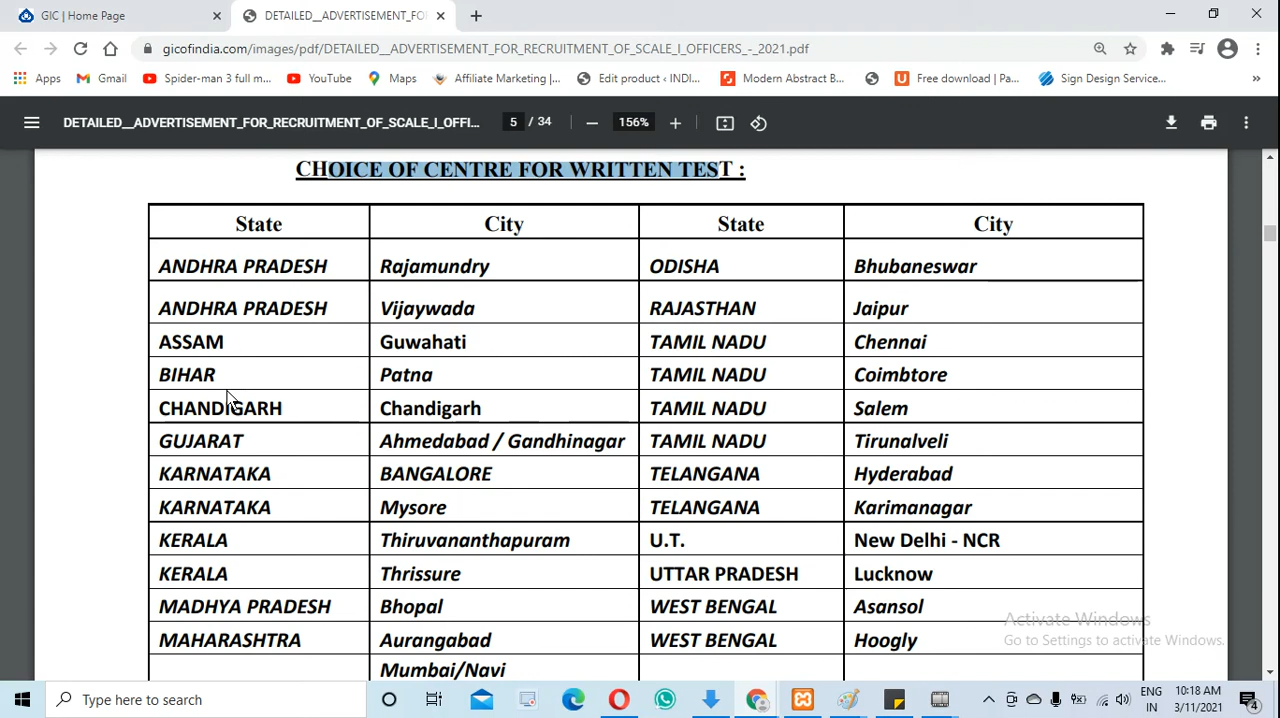 GIC | Home Page
DETAILED__ADVERTISEMENT_FO
gicofindia.com/images/pdf/DETAILED__ADVERTISEMENT_FOR_RECRUITMENT_OF_SCALE_I_OFFICERS_-_2021.pdf
Apps Gmail Spider-man 3 full m... YouTube Maps Affiliate Marketing |... Edit product ‹ INDI... Modern Abstract B... Free download | Pa... Sign Design Service... »
DETAILED__ADVERTISEMENT_FOR_RECRUITMENT_OF_SCALE_I_OFFI... 5 / 34 156%
CHOICE OF CENTRE FOR WRITTEN TEST :
State City State City
ANDHRA PRADESH Rajamundry ODISHA Bhubaneswar
ANDHRA PRADESH Vijaywada RAJASTHAN Jaipur
ASSAM Guwahati TAMIL NADU Chennai
BIHAR Patna TAMIL NADU Coimbtore
CHANDIGARH Chandigarh TAMIL NADU Salem
GUJARAT Ahmedabad / Gandhinagar TAMIL NADU Tirunalveli
KARNATAKA BANGALORE TELANGANA Hyderabad
KARNATAKA Mysore TELANGANA Karimanagar
KERALA Thiruvananthapuram U.T. New Delhi - NCR
KERALA Thrissure UTTAR PRADESH Lucknow
MADHYA PRADESH Bhopal WEST BENGAL Asansol
MAHARASHTRA Aurangabad WEST BENGAL Hoogly
Mumbai/Navi
Activate Windows
Go to Settings to activate Windows.
Type here to search
ENG 10:18 AM
IN 3/11/2021 4